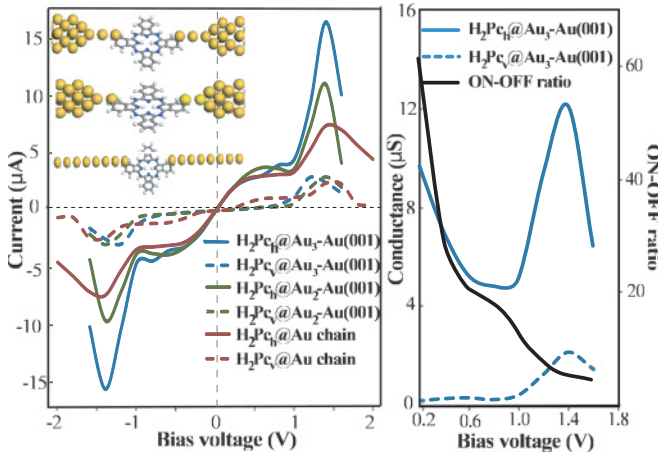 15
10
5
0
-5
-10
-15
Current (μA)
-2
-1
0
1
2
Bias voltage (V)
H₂Pcₕ@Au₃-Au(001)
H₂Pcᵥ@Au₃-Au(001)
H₂Pcₕ@Au₂-Au(001)
H₂Pcᵥ@Au₂-Au(001)
H₂Pcₕ@Au chain
H₂Pcᵥ@Au chain
16
12
8
4
0
Conductance (μS)
H₂Pcₕ@Au₃-Au(001)
H₂Pcᵥ@Au₃-Au(001)
ON-OFF ratio
60
40
20
ON-OFF ratio
0.2
0.6
1.0
1.4
1.8
Bias voltage (V)